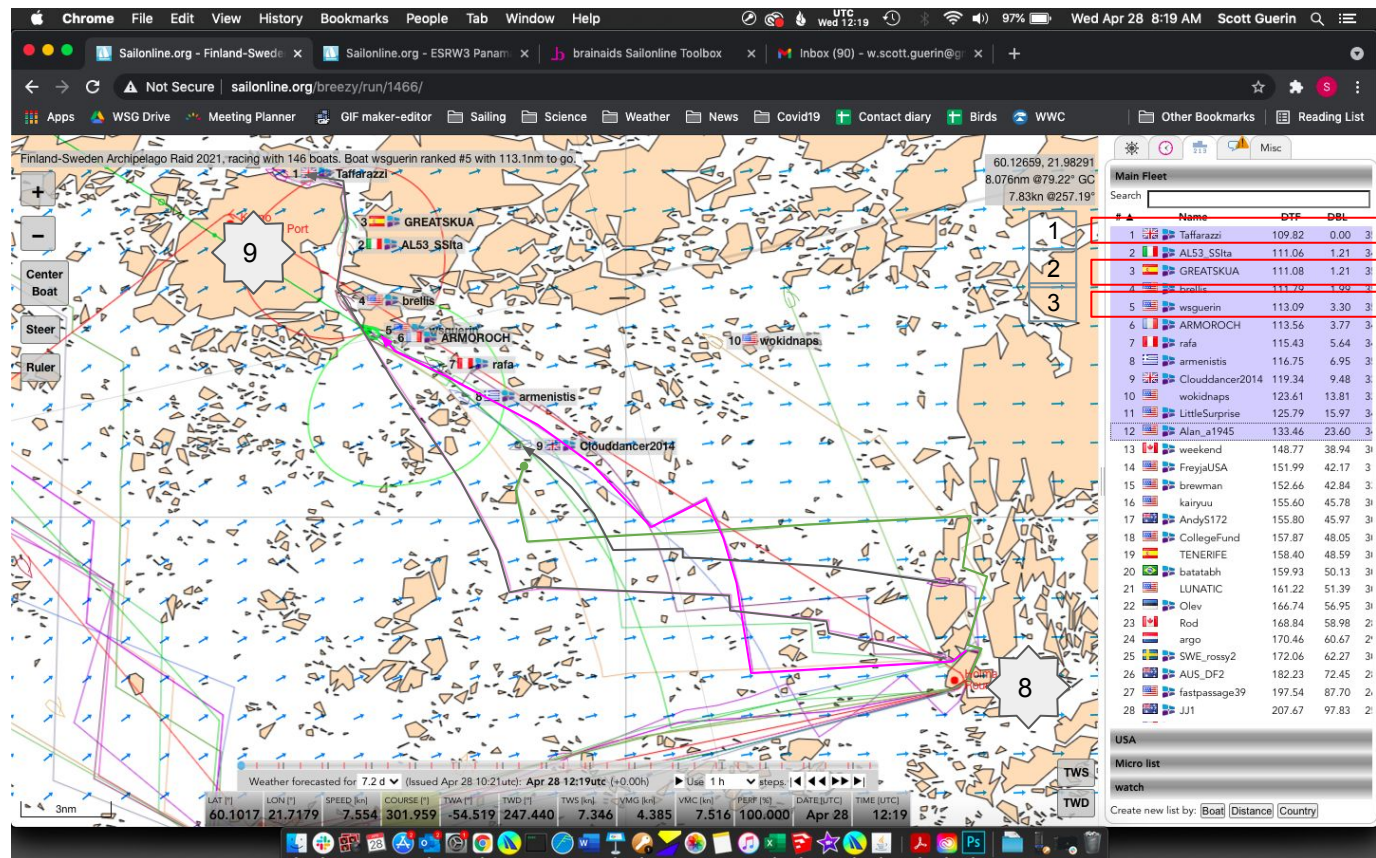 Chrome File Edit View History Bookmarks People Tab Window Help UTC Wed 12:19 97% Wed Apr 28 8:19 AM Scott Guerin
Sailonline.org - Finland-Swede Sailonline.org - ESRW3 Panam brainaids Sailonline Toolbox Inbox (90) - w.scott.guerin@g
Not Secure sailonline.org/breezy/run/1466/ S
Apps WSG Drive Meeting Planner GIF maker-editor Sailing Science Weather News Covid19 Contact diary Birds WWC Other Bookmarks Reading List
Finland-Sweden Archipelago Raid 2021, racing with 146 boats. Boat wsguerin ranked #5 with 113.1nm to go.
60.12659, 21.98291
8.076nm @79.22° GC
7.83kn @257.19°
+
-
Center Boat
Steer
Ruler
1 Taffarazzi
3 GREATSKUA
2 AL53_SSIta
Port
9
4 brellis
5 wsguerin
6 ARMOROCH
7 rafa
8 armenistis
9 Clouddancer2014
10 wokidnaps
1
2
3
8
Misc
Main Fleet
Search
# ▲ Name DTF DBL
1 Taffarazzi 109.82 0.00
2 AL53_SSIta 111.06 1.21
3 GREATSKUA 111.08 1.21
4 brellis 111.79 1.99
5 wsguerin 113.09 3.30
6 ARMOROCH 113.56 3.77
7 rafa 115.43 5.64
8 armenistis 116.75 6.95
9 Clouddancer2014 119.34 9.48
10 wokidnaps 123.61 13.81
11 LittleSurprise 125.79 15.97
12 Alan_a1945 133.46 23.60
13 weekend 148.77 38.94
14 FreyjaUSA 151.99 42.17
15 brewman 152.66 42.84
16 kairyuu 155.60 45.78
17 AndyS172 155.80 45.97
18 CollegeFund 157.87 48.05
19 TENERIFE 158.40 48.59
20 batatabh 159.93 50.13
21 LUNATIC 161.22 51.39
22 Olev 166.74 56.95
23 Rod 168.84 58.98
24 argo 170.46 60.67
25 SWE_rossy2 172.06 62.27
26 AUS_DF2 182.23 72.45
27 fastpassage39 197.54 87.70
28 JJ1 207.67 97.83
USA
Micro list
watch
Create new list by: Boat Distance Country
Weather forecasted for 7.2 d (Issued Apr 28 10:21utc): Apr 28 12:19utc (+0.00h) Use 1 h steps.
TWS
TWD
3nm
LAT [°] LON [°] SPEED [kn] COURSE [°] TWA [°] TWD [°] TWS [kn] VMG [kn] VMC [kn] PERF [%] DATE [UTC] TIME [UTC]
60.1017 21.7179 7.554 301.959 -54.519 247.440 7.346 4.385 7.516 100.000 Apr 28 12:19
28
Ps